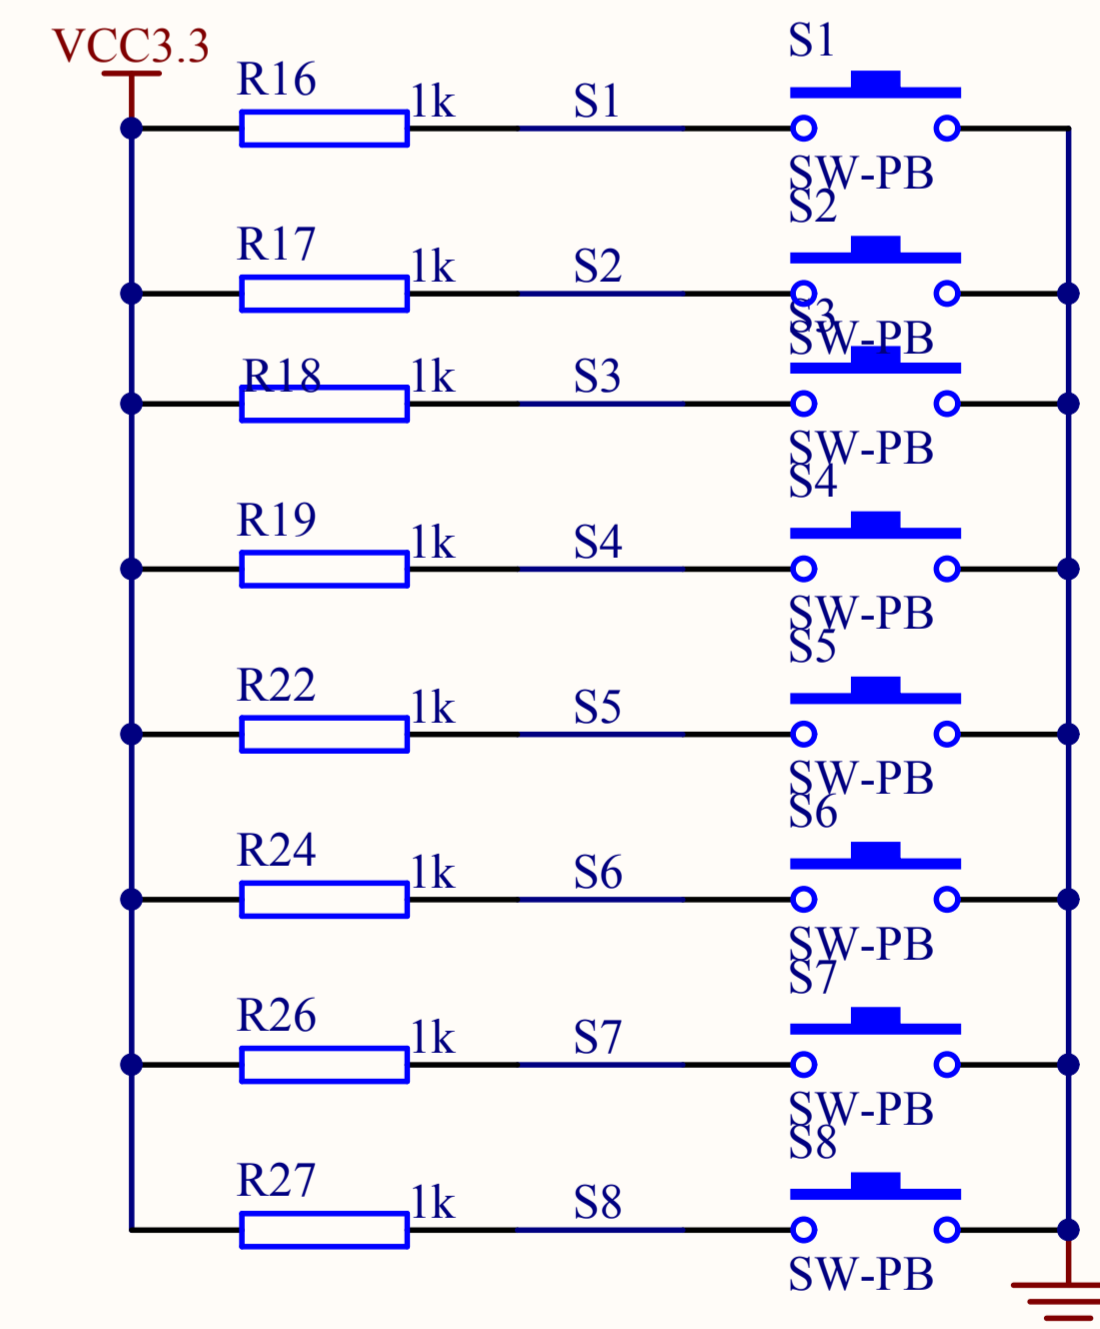 VCC3.3
S1
R16 1k S1
SW-PB
S2
R17 1k S2
S3
SW-PB
R18 1k S3
SW-PB
S4
R19 1k S4
SW-PB
S5
R22 1k S5
SW-PB
S6
R24 1k S6
SW-PB
S7
R26 1k S7
SW-PB
S8
R27 1k S8
SW-PB